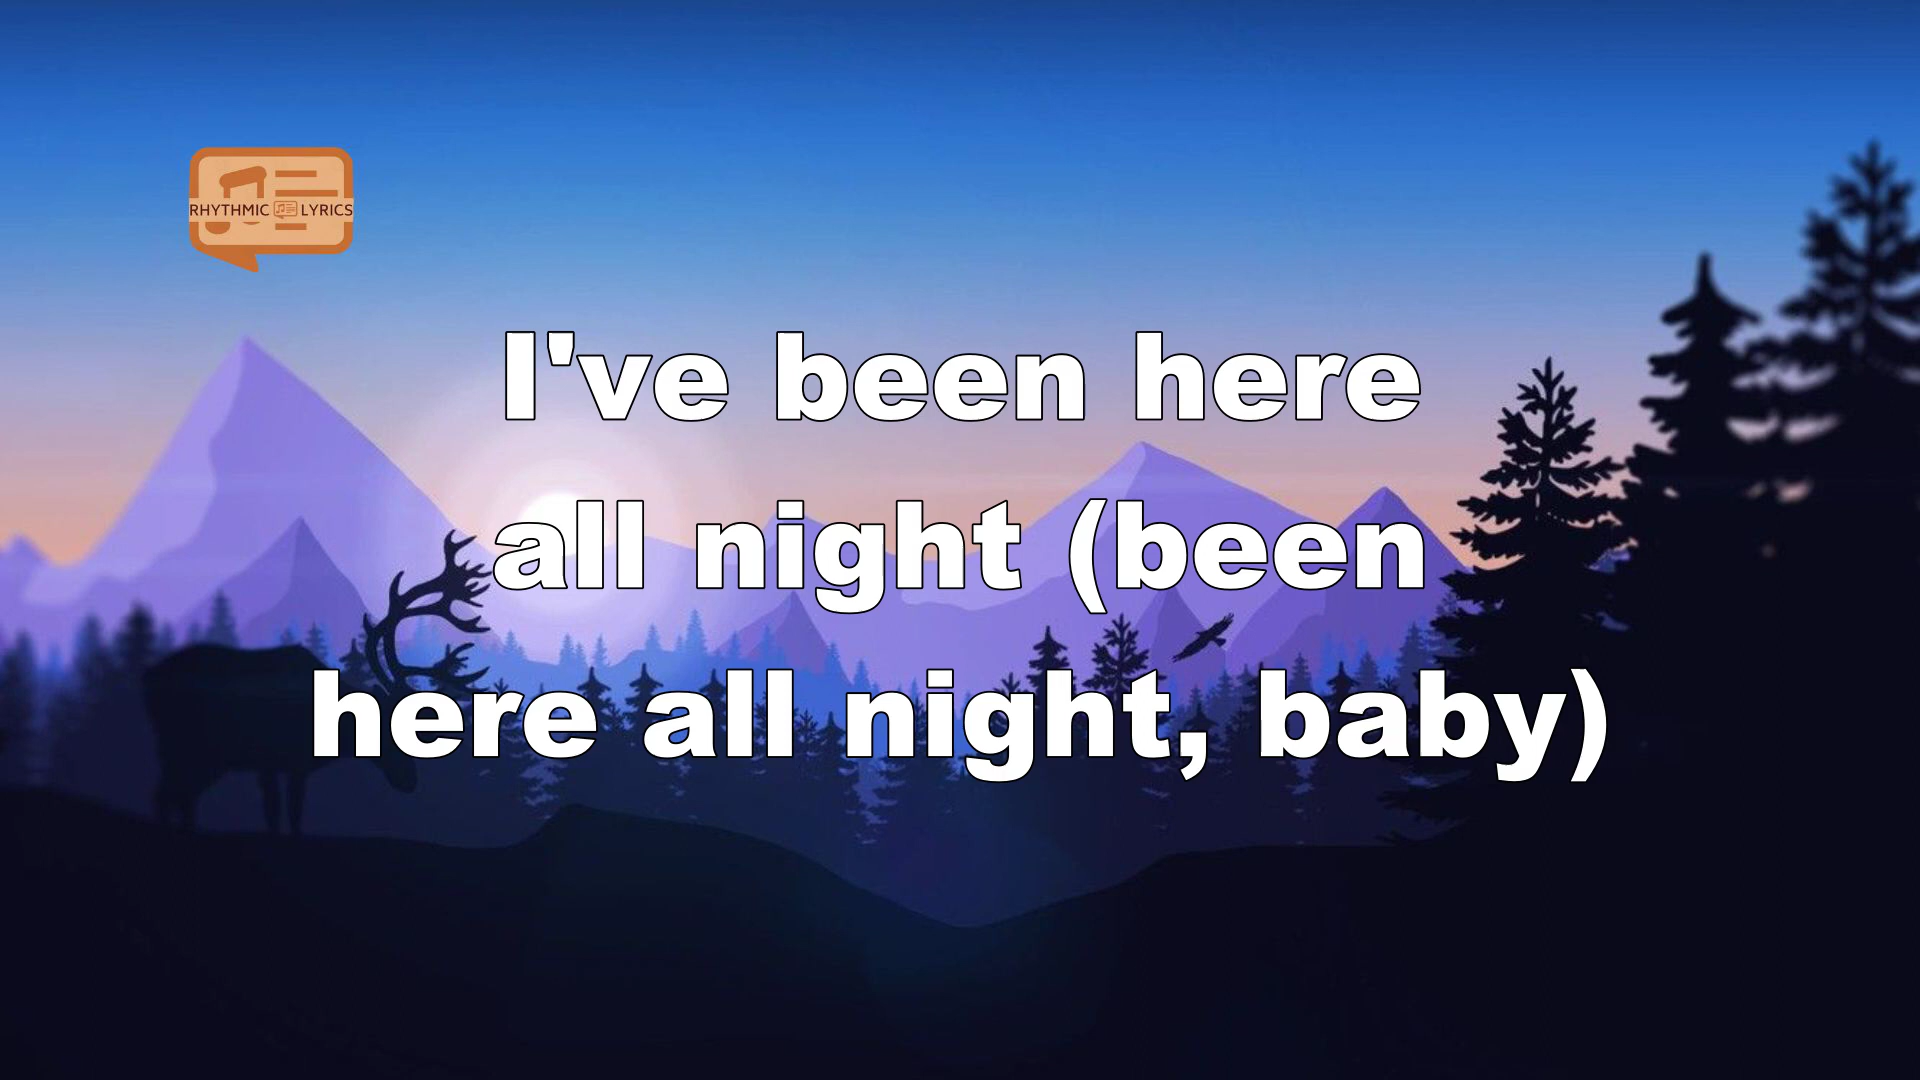 RHYTHMIC LYRICS
I've been here
all night (been
here all night, baby)